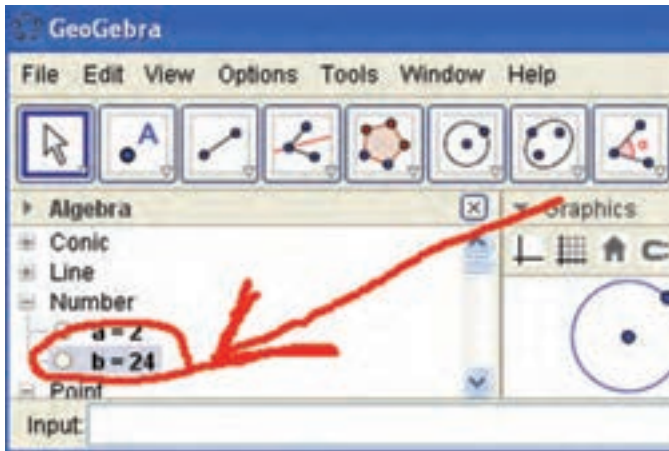 GeoGebra
File Edit View Options Tools Window Help
A
Algebra
Graphics
Conic
Line
Number
a = 2
b = 24
Point
Input: